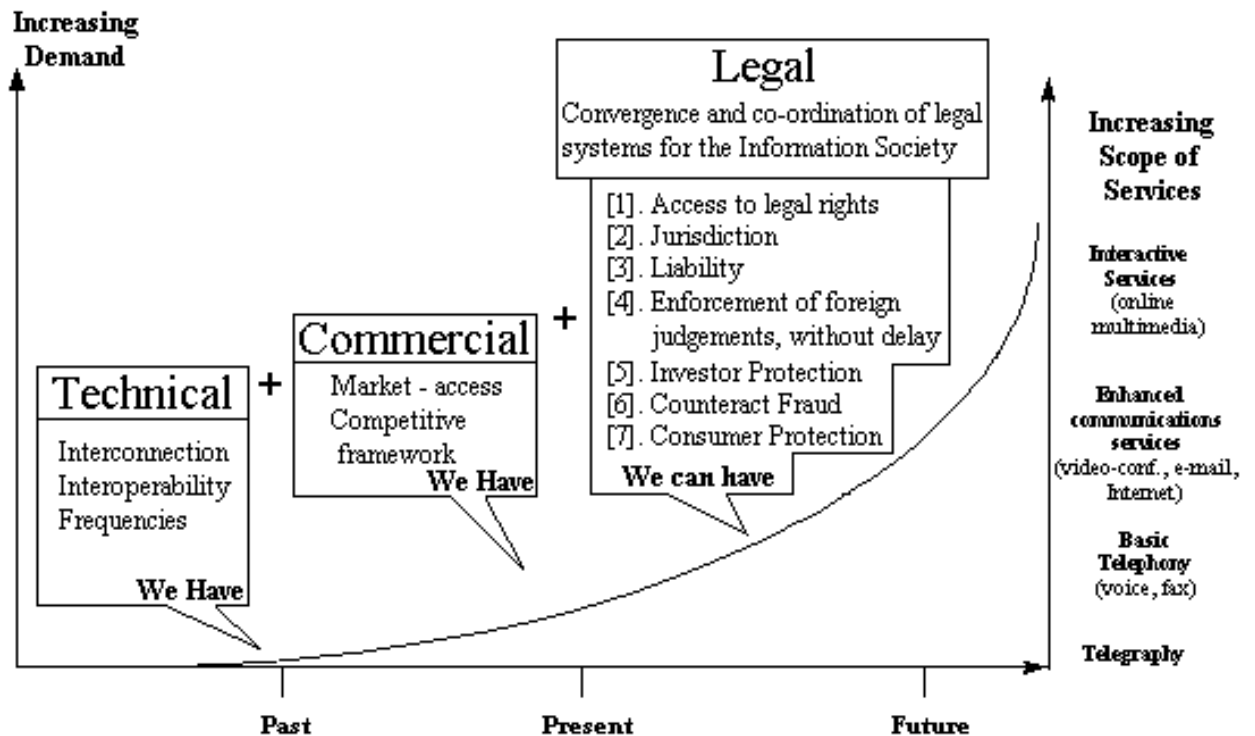 Increasing
Demand
Legal
Convergence and co-ordination of legal
systems for the Information Society
[1]. Access to legal rights
[2]. Jurisdiction
[3]. Liability
[4]. Enforcement of foreign
judgements, without delay
[5]. Investor Protection
[6]. Counteract Fraud
[7]. Consumer Protection
We can have
+
Commercial
Market - access
Competitive
framework
We Have
+
Technical
Interconnection
Interoperability
Frequencies
We Have
Increasing
Scope of
Services
Interactive
Services
(online
multimedia)
Enhanced
communications
services
(video-conf., e-mail,
Internet)
Basic
Telephony
(voice, fax)
Telegraphy
Past
Present
Future